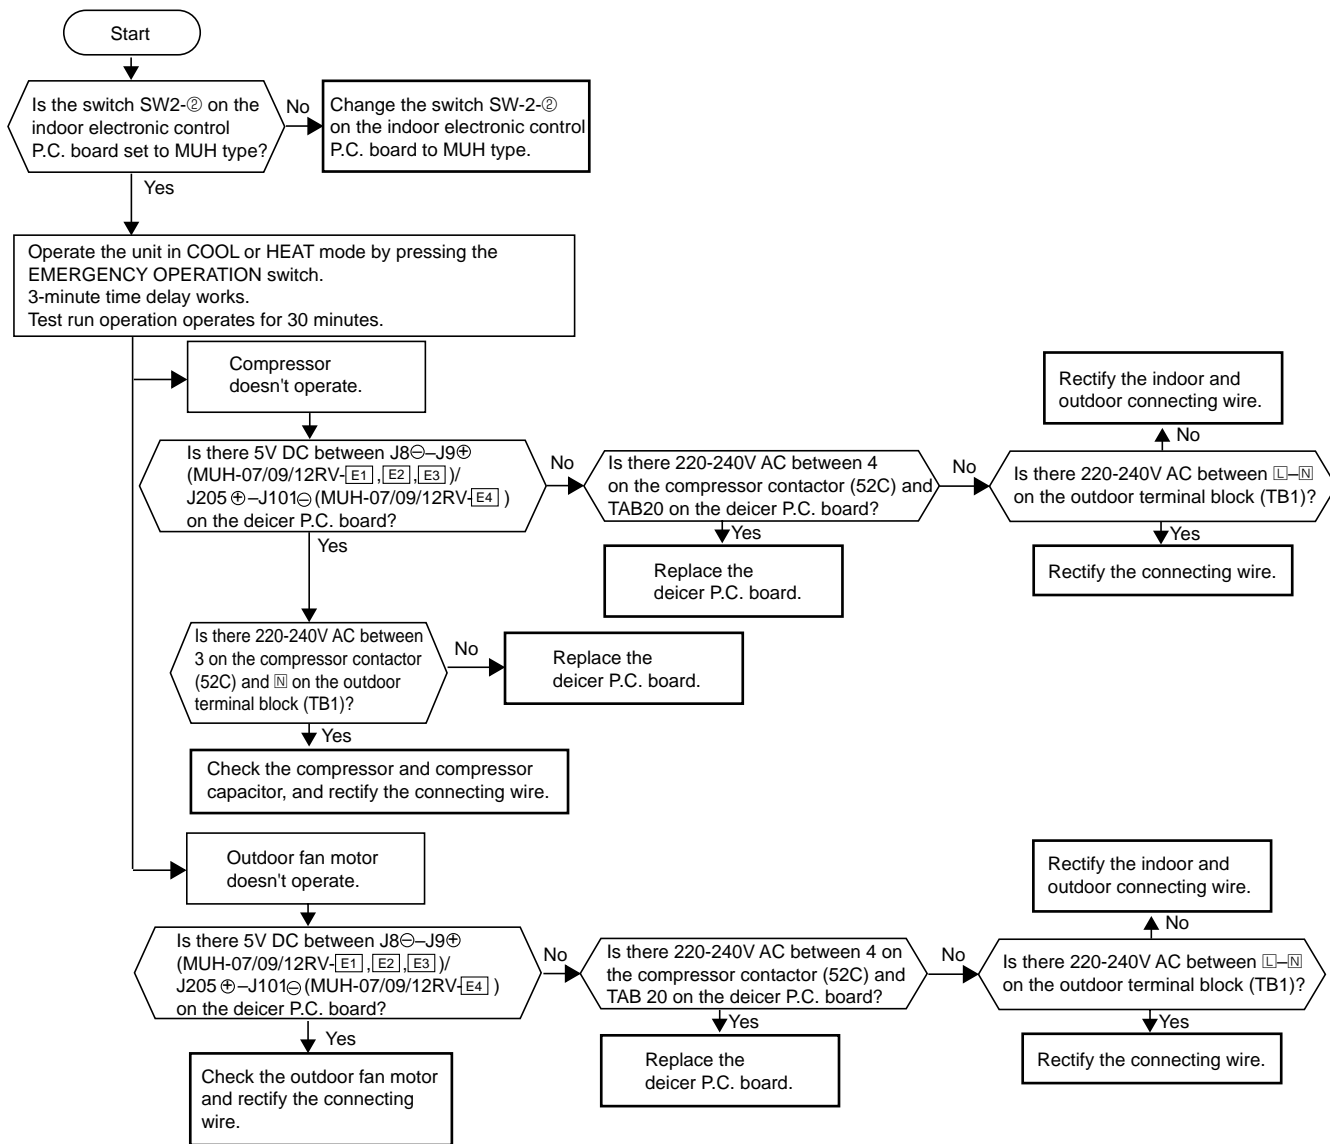 Start
Is the switch SW2-② on the
indoor electronic control
P.C. board set to MUH type?
No
Change the switch SW-2-②
on the indoor electronic control
P.C. board to MUH type.
Yes
Operate the unit in COOL or HEAT mode by pressing the
EMERGENCY OPERATION switch.
3-minute time delay works.
Test run operation operates for 30 minutes.
Compressor
doesn't operate.
Is there 5V DC between J8⊖–J9⊕
(MUH-07/09/12RV-E1,E2,E3)/
J205⊕–J101⊖(MUH-07/09/12RV-E4)
on the deicer P.C. board?
No
Is there 220-240V AC between 4
on the compressor contactor (52C) and
TAB20 on the deicer P.C. board?
No
Is there 220-240V AC between L–N
on the outdoor terminal block (TB1)?
No
Rectify the indoor and
outdoor connecting wire.
Yes
Rectify the connecting wire.
Yes
Replace the
deicer P.C. board.
Yes
Is there 220-240V AC between
3 on the compressor contactor
(52C) and N on the outdoor
terminal block (TB1)?
No
Replace the
deicer P.C. board.
Yes
Check the compressor and compressor
capacitor, and rectify the connecting wire.
Outdoor fan motor
doesn't operate.
Is there 5V DC between J8⊖–J9⊕
(MUH-07/09/12RV-E1,E2,E3)/
J205⊕–J101⊖(MUH-07/09/12RV-E4)
on the deicer P.C. board?
No
Is there 220-240V AC between 4 on
the compressor contactor (52C) and
TAB 20 on the deicer P.C. board?
No
Is there 220-240V AC between L–N
on the outdoor terminal block (TB1)?
No
Rectify the indoor and
outdoor connecting wire.
Yes
Rectify the connecting wire.
Yes
Replace the
deicer P.C. board.
Yes
Check the outdoor fan motor
and rectify the connecting
wire.